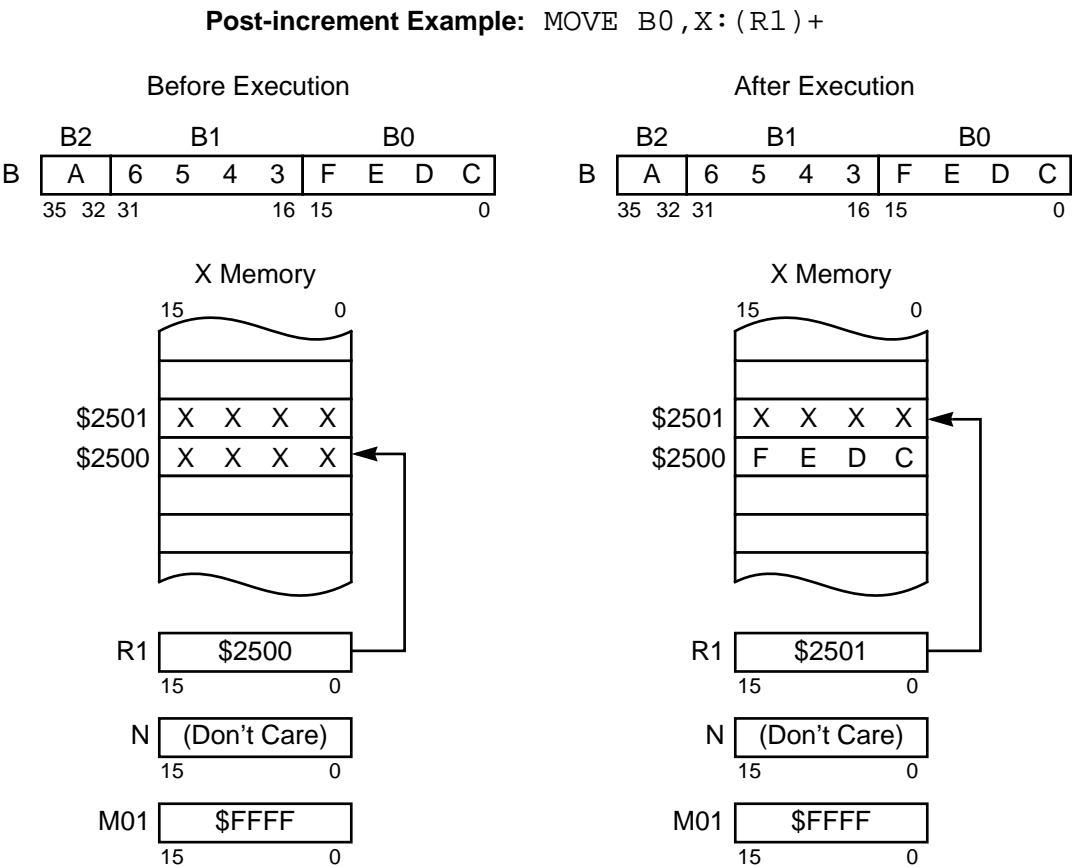 Post-increment Example: MOVE B0,X:(R1)+
Before Execution After Execution
B2 B1 B0 B2 B1 B0
B A 6 5 4 3 F E D C B A 6 5 4 3 F E D C
35 32 31 16 15 0 35 32 31 16 15 0
X Memory X Memory
15 0 15 0
$2501 X X X X $2501 X X X X
$2500 X X X X $2500 F E D C
R1 $2500 R1 $2501
15 0 15 0
N (Don’t Care) N (Don’t Care)
15 0 15 0
M01 $FFFF M01 $FFFF
15 0 15 0